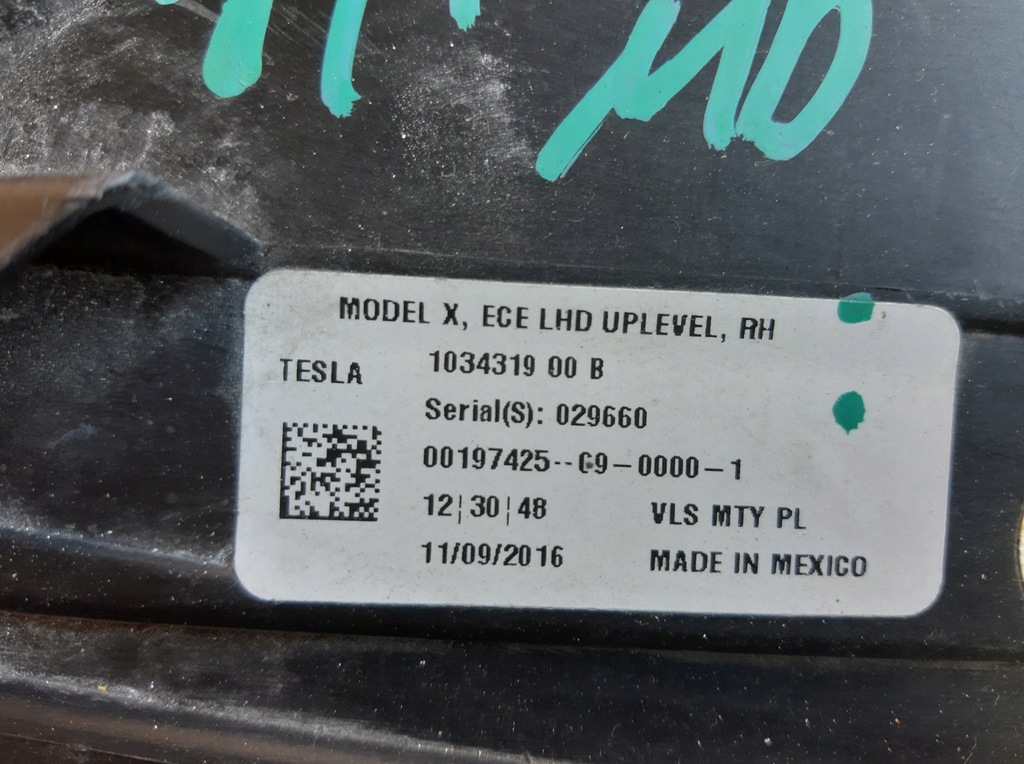 MODEL X, ECE LHD UPLEVEL, RH
TESLA
1034319 00 B
Serial(S): 029660
00197425--G9-0000-1
12|30|48
VLS MTY PL
11/09/2016
MADE IN MEXICO